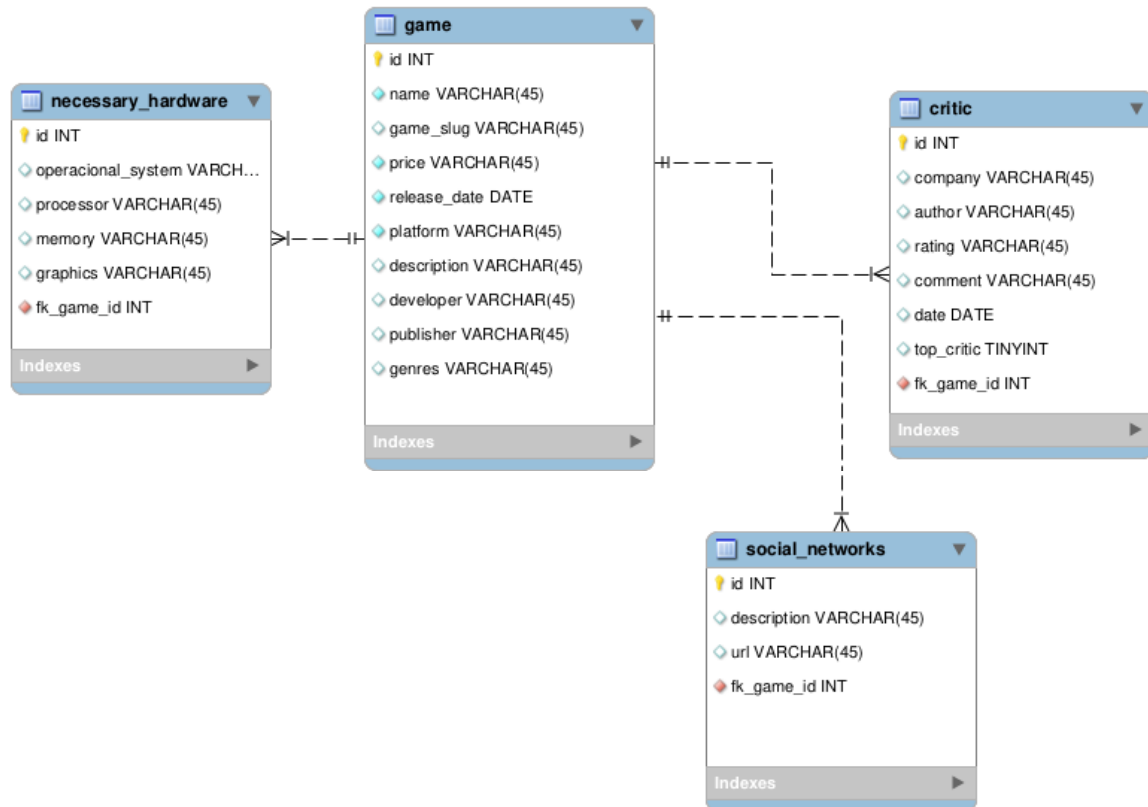 game
id INT
name VARCHAR(45)
game_slug VARCHAR(45)
price VARCHAR(45)
release_date DATE
platform VARCHAR(45)
description VARCHAR(45)
developer VARCHAR(45)
publisher VARCHAR(45)
genres VARCHAR(45)
Indexes
necessary_hardware
id INT
operacional_system VARCH...
processor VARCHAR(45)
memory VARCHAR(45)
graphics VARCHAR(45)
fk_game_id INT
Indexes
critic
id INT
company VARCHAR(45)
author VARCHAR(45)
rating VARCHAR(45)
comment VARCHAR(45)
date DATE
top_critic TINYINT
fk_game_id INT
Indexes
social_networks
id INT
description VARCHAR(45)
url VARCHAR(45)
fk_game_id INT
Indexes